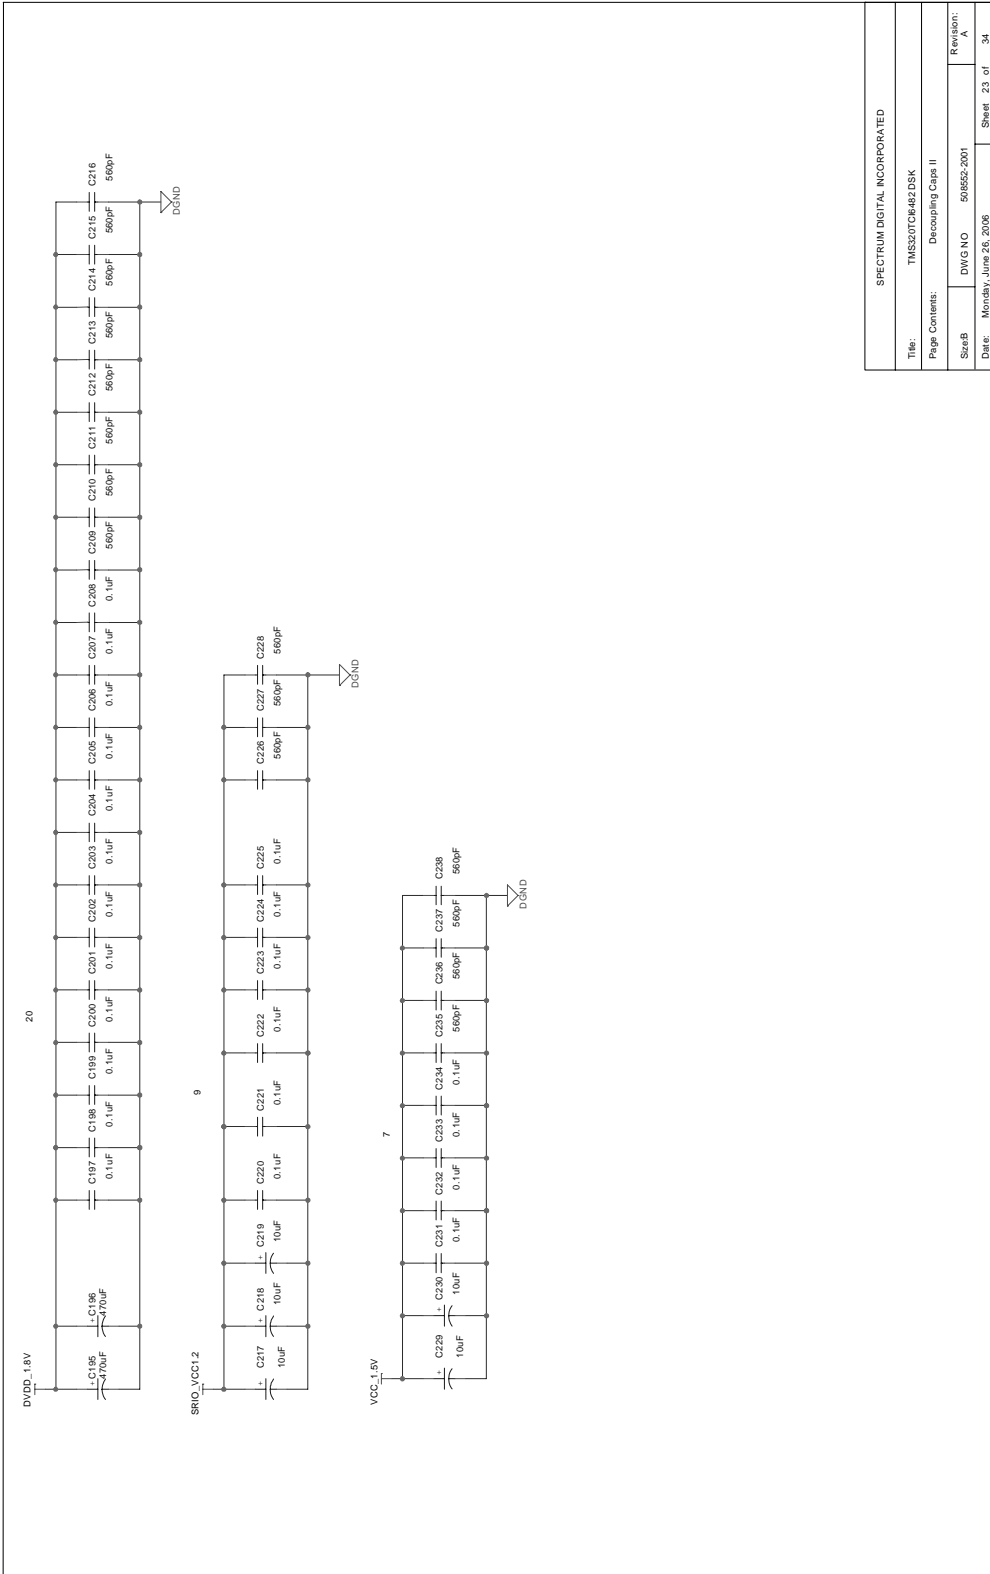 DVDD_1.8V
20
+ C195
470uF
+ C196
470uF
C197
0.1uF
C198
0.1uF
C199
0.1uF
C200
0.1uF
C201
0.1uF
C202
0.1uF
C203
0.1uF
C204
0.1uF
C205
0.1uF
C206
0.1uF
C207
0.1uF
C208
0.1uF
C209
560pF
C210
560pF
C211
560pF
C212
560pF
C213
560pF
C214
560pF
C215
560pF
C216
560pF
DGND
SRIO_VCC1.2
9
+ C217
10uF
+ C218
10uF
+ C219
10uF
C220
0.1uF
C221
0.1uF
C222
0.1uF
C223
0.1uF
C224
0.1uF
C225
0.1uF
C226
560pF
C227
560pF
C228
560pF
DGND
VCC_1.5V
7
+ C229
10uF
+ C230
10uF
C231
0.1uF
C232
0.1uF
C233
0.1uF
C234
0.1uF
C235
560pF
C236
560pF
C237
560pF
C238
560pF
DGND
SPECTRUM DIGITAL INCORPORATED
Title: TMS320TCI6482 DSK
Page Contents: Decoupling Caps II
Size:B DWG NO 508552-2001 Revision: A
Date: Monday, June 26, 2006 Sheet 23 of 34